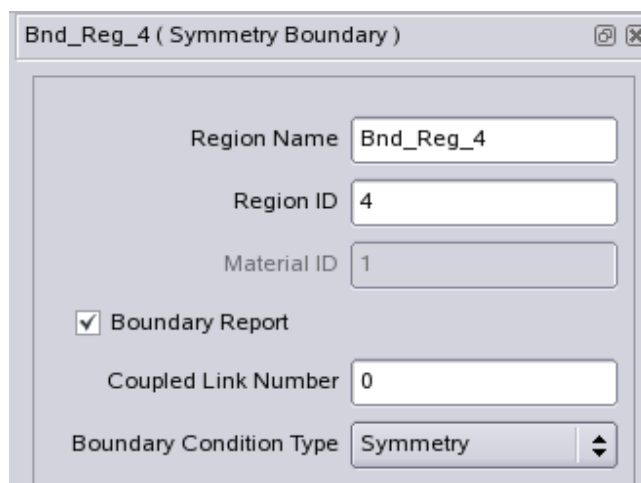 Bnd_Reg_4 ( Symmetry Boundary )
Region Name Bnd_Reg_4
Region ID 4
Material ID 1
Boundary Report
Coupled Link Number 0
Boundary Condition Type Symmetry